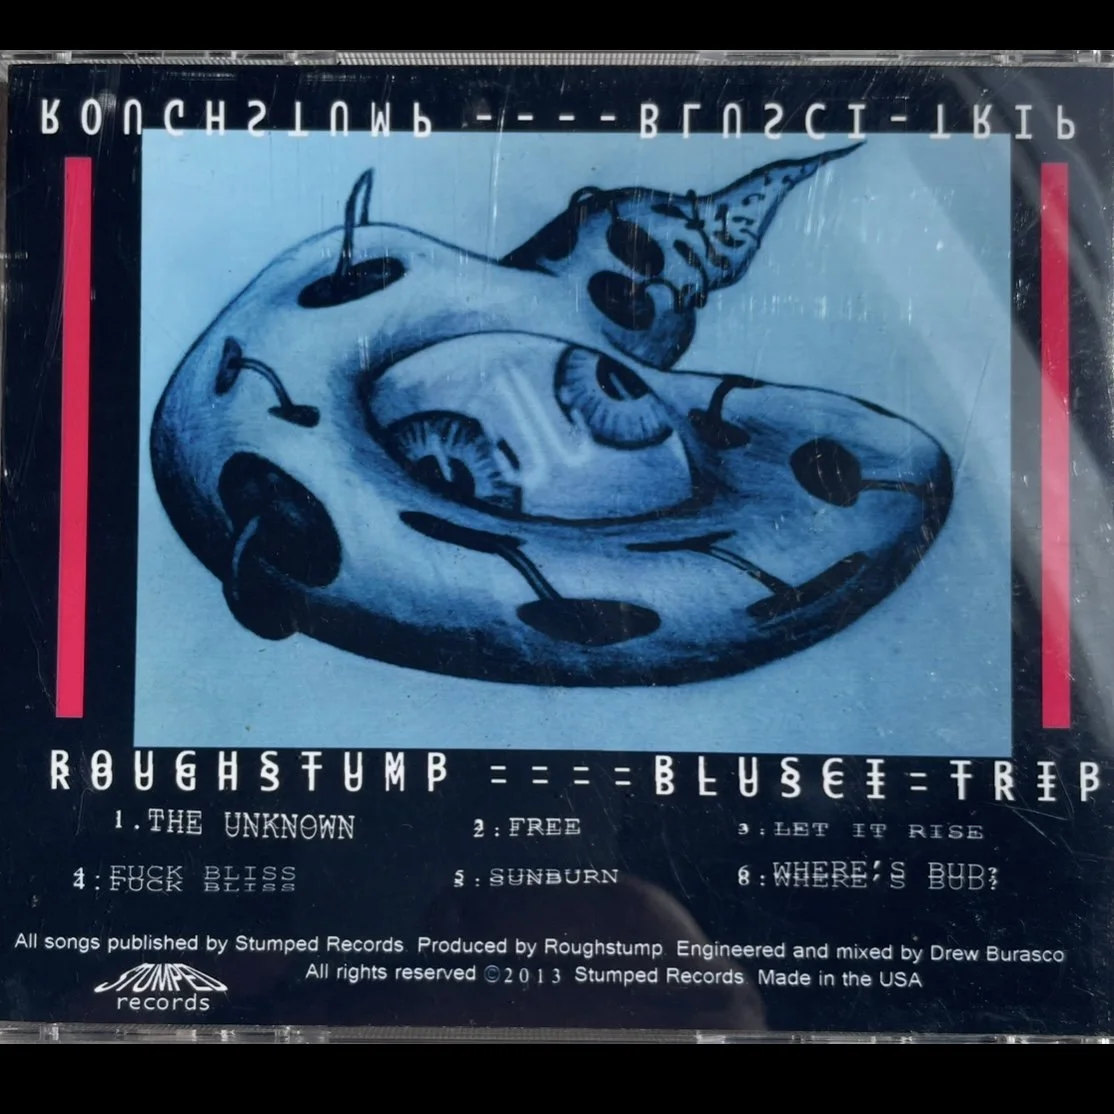 ROUGHSTUMP ---- BLUSCI-TRIP
ROUGHSTUMP ---- BLUSCI-TRIP
1.THE UNKNOWN 2:FREE 3:LET IT RISE
4:FUCK BLISS 5:SUNBURN 6:WHERE'S BUD?
All songs published by Stumped Records. Produced by Roughstump. Engineered and mixed by Drew Burasco
All rights reserved ©2013 Stumped Records. Made in the USA
STUMPED
records